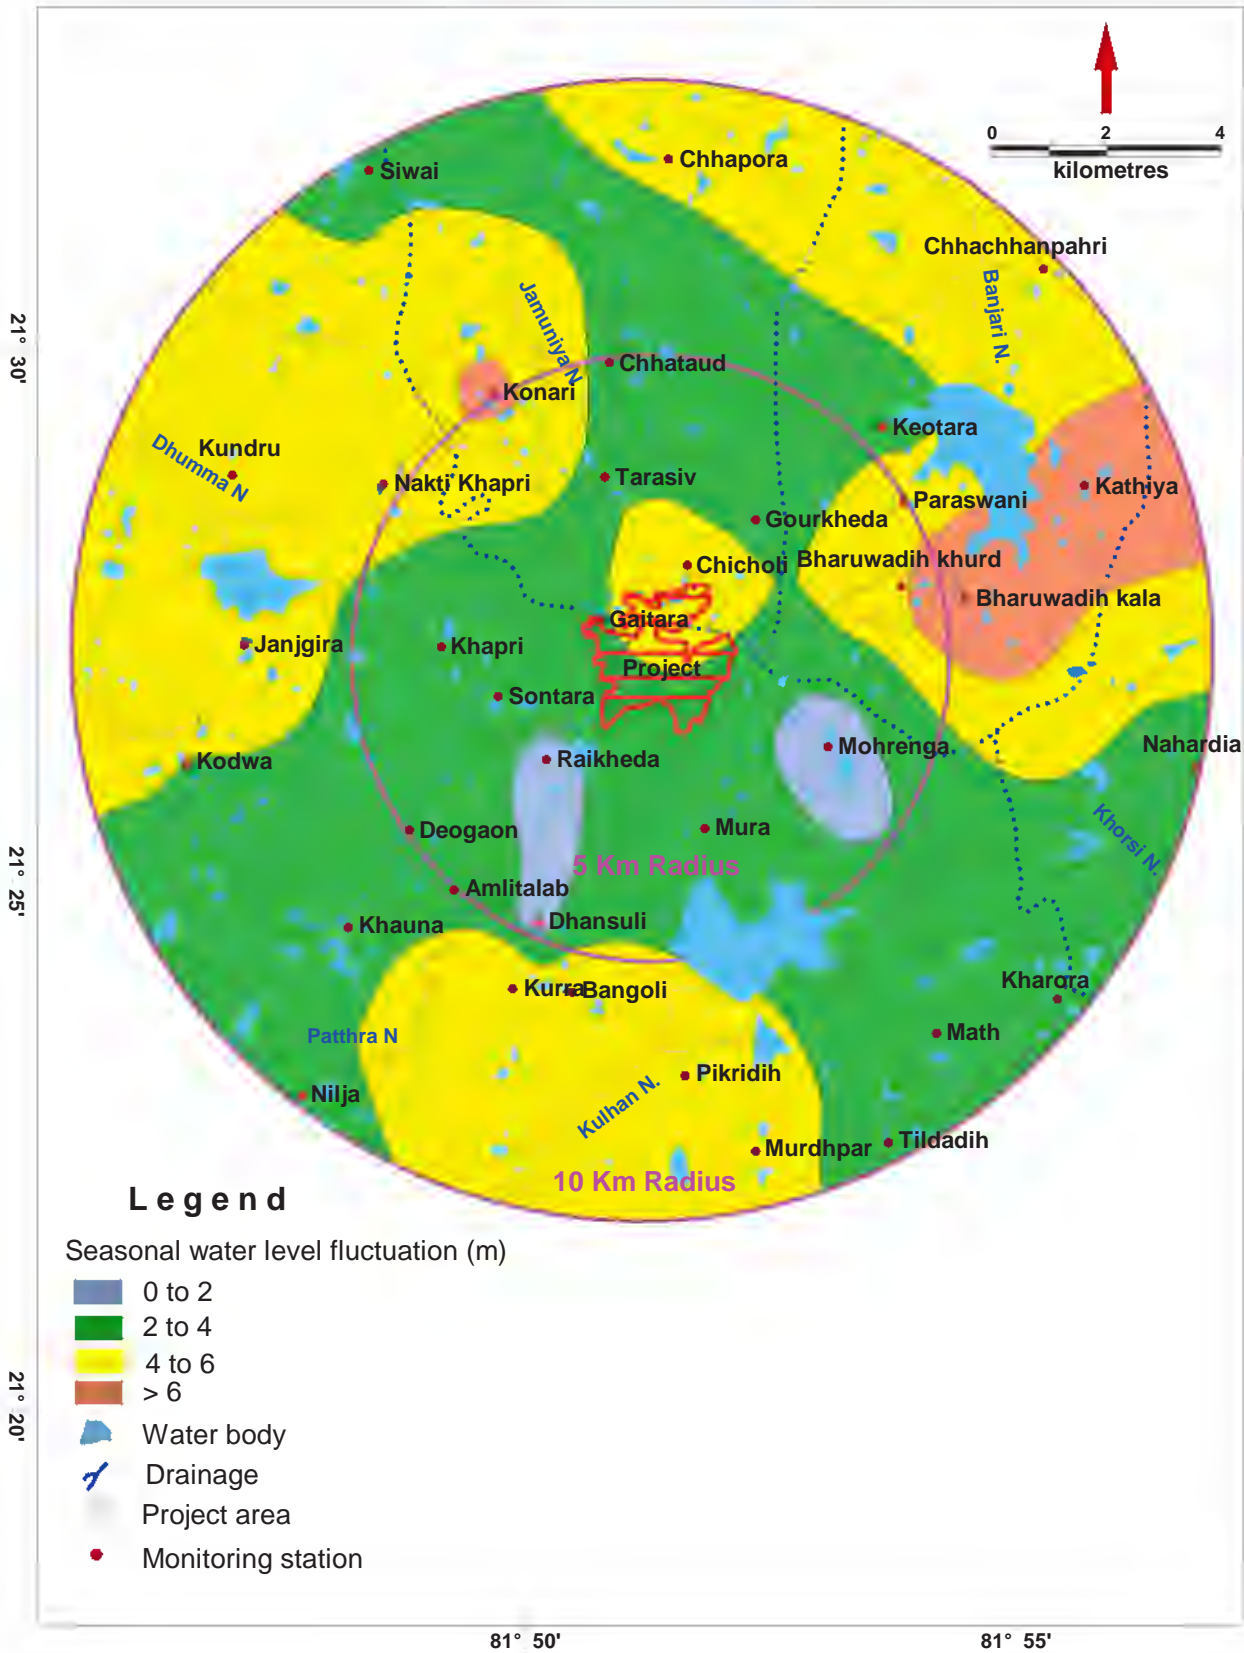 0 2 4
kilometres
Chhapora
Siwai
Chhachhanpahri
Banjari N.
Jamuniya N
21° 30'
Chhataud
Konari
Keotara
Kundru
Dhumma N
Nakti Khapri
Tarasiv
Kathiya
Paraswani
Gourkheda
Chicholi
Bharuwadih khurd
Bharuwadih kala
Gaitara
Janjgira
Khapri
Project
Sontara
Nahardia
Mohrenga
Kodwa
Raikheda
Deogaon
Mura
Khorsi N.
5 Km Radius
21° 25'
Amlitalab
Khauna
Dhansuli
Kharora
Kurra
Bangoli
Math
Patthra N
Pikridih
Nilja
Kulhan N.
Tildadih
Murdhpar
10 Km Radius
Legend
Seasonal water level fluctuation (m)
0 to 2
2 to 4
4 to 6
> 6
21° 20'
Water body
Drainage
Project area
Monitoring station
81° 50' 81° 55'